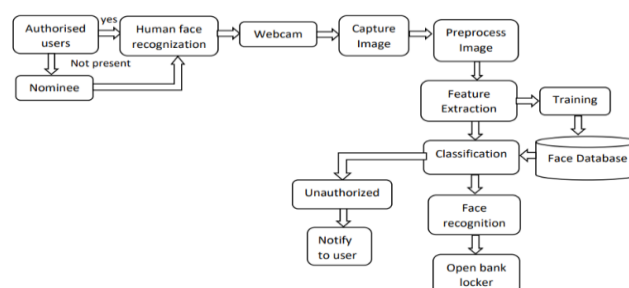 Authorised
users
yes
Human face
recognization
Webcam
Capture
Image
Preprocess
Image
Not present
Nominee
Feature
Extraction
Training
Classification
Face Database
Unauthorized
Face
recognition
Notify
to user
Open bank
locker